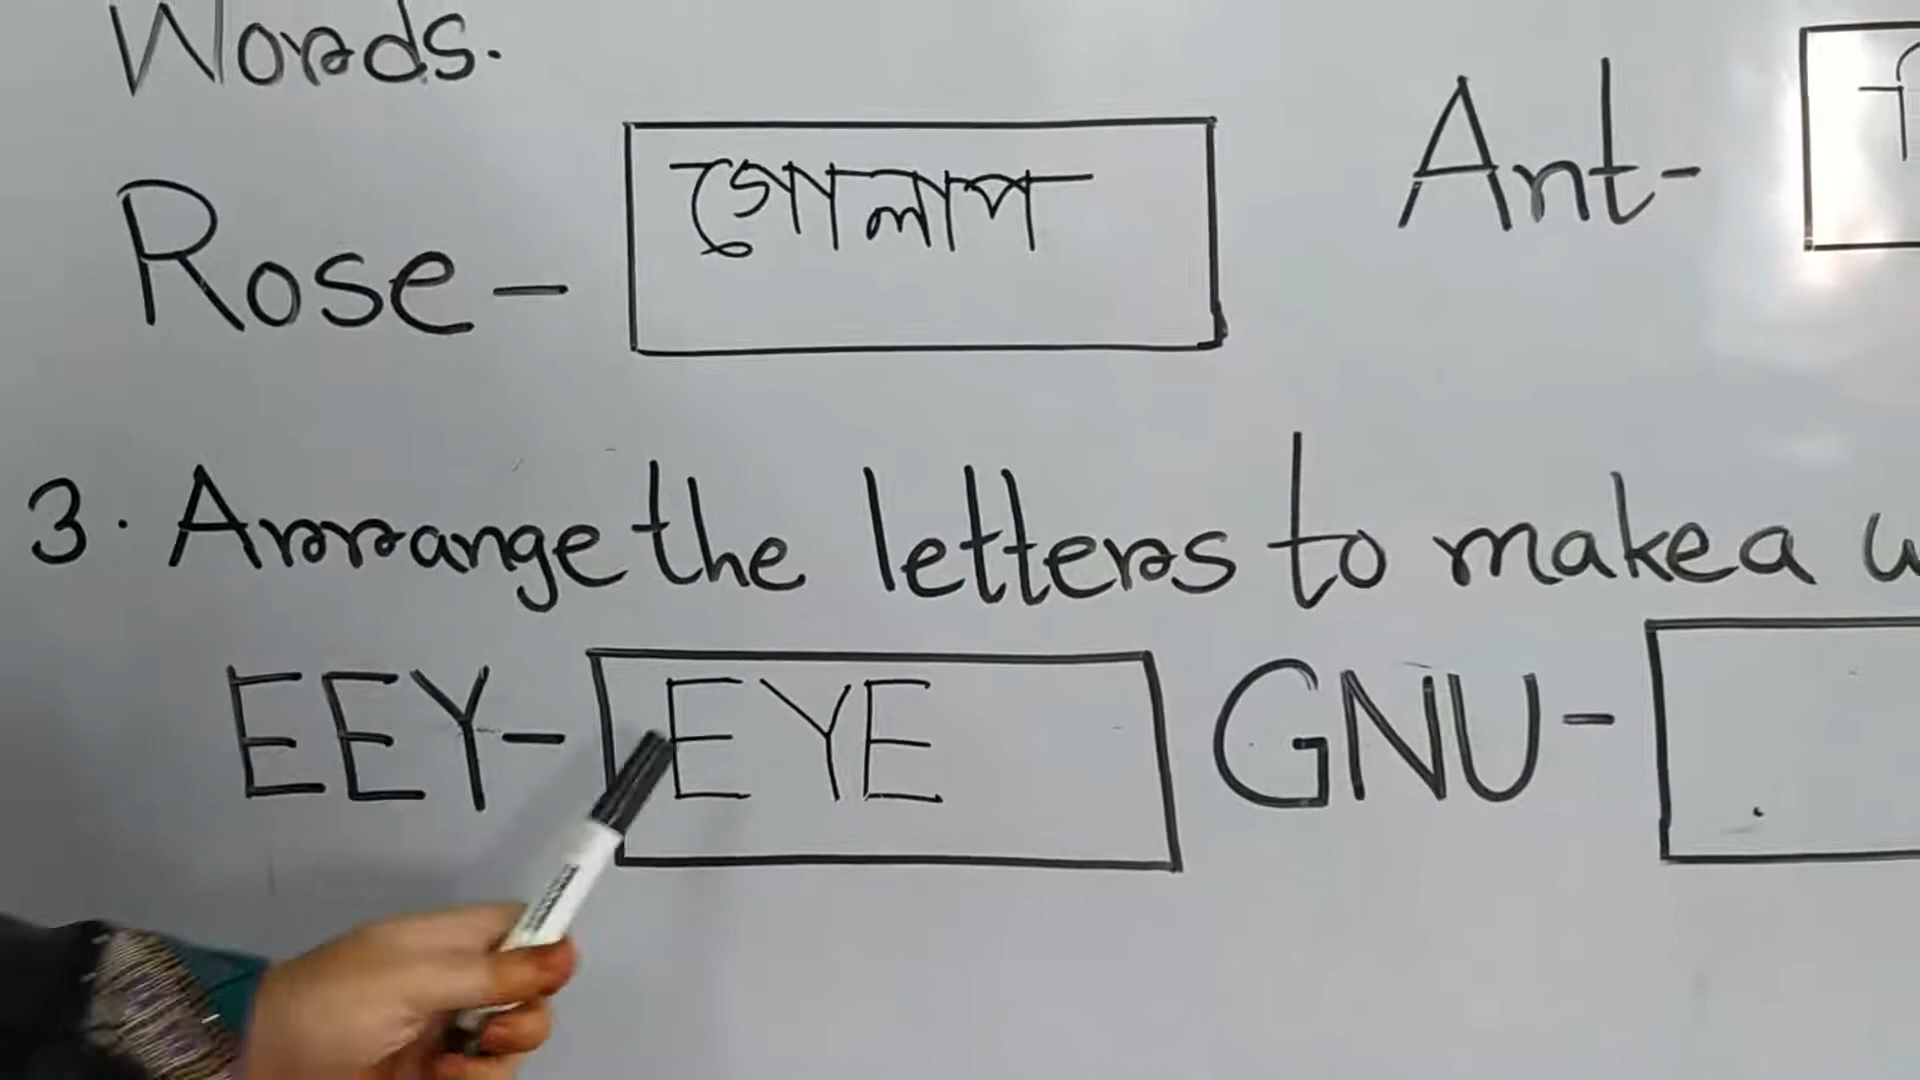 Words.
Rose- গোলাপ Ant-
3. Arrange the letters to make a
EEY- EYE GNU-